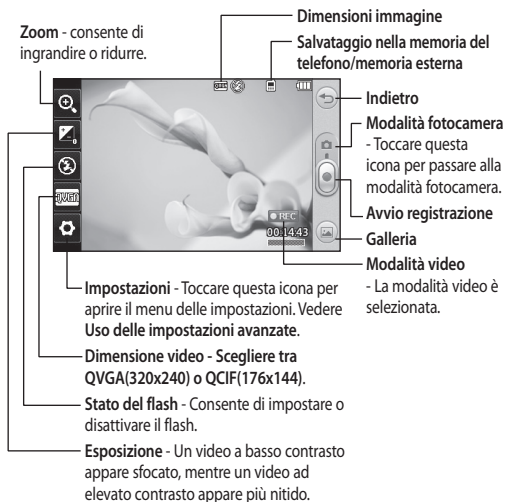 Dimensioni immagine
Zoom - consente di
ingrandire o ridurre.
Salvataggio nella memoria del
telefono/memoria esterna
Indietro
Modalità fotocamera
- Toccare questa
icona per passare alla
modalità fotocamera.
Avvio registrazione
Galleria
Modalità video
- La modalità video è
selezionata.
QVGA
REC
00:14:43
Impostazioni - Toccare questa icona per
aprire il menu delle impostazioni. Vedere
Uso delle impostazioni avanzate.
Dimensione video - Scegliere tra
QVGA(320x240) o QCIF(176x144).
Stato del flash - Consente di impostare o
disattivare il flash.
Esposizione - Un video a basso contrasto
appare sfocato, mentre un video ad
elevato contrasto appare più nitido.